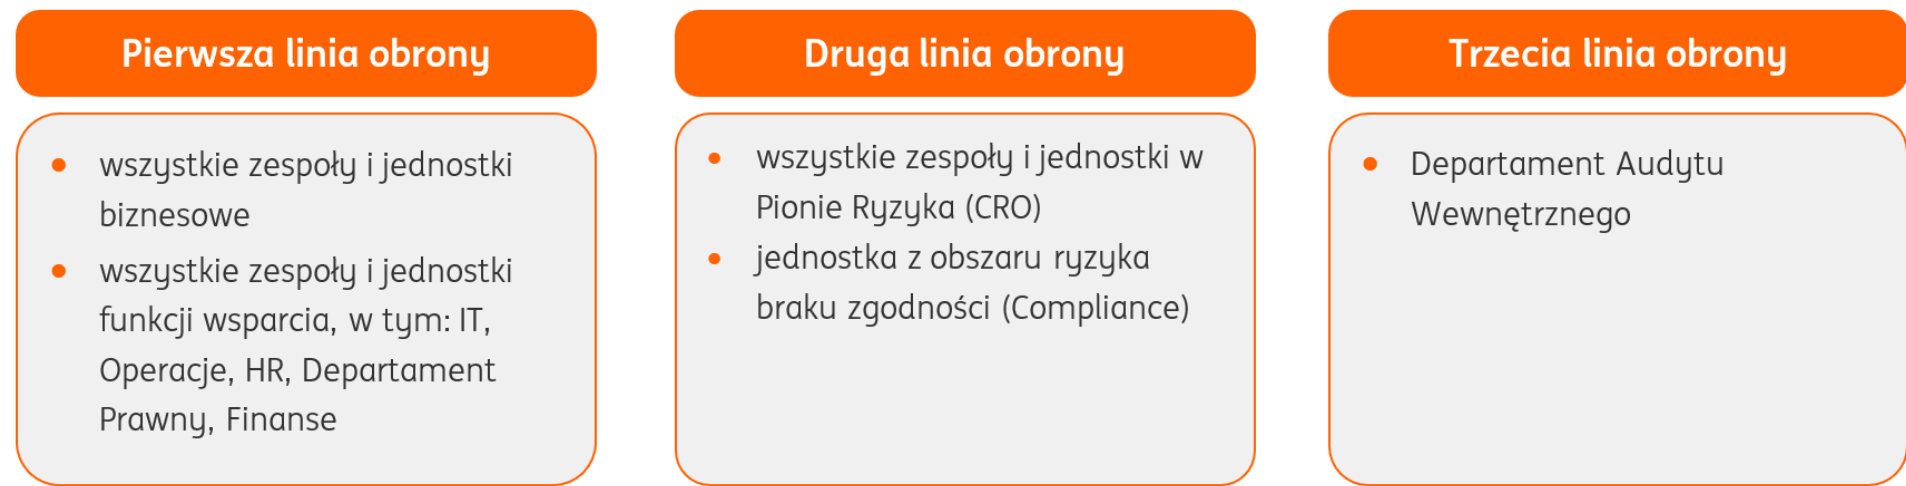 Pierwsza linia obrony
wszystkie zespoły i jednostki
biznesowe
wszystkie zespoły i jednostki
funkcji wsparcia, w tym: IT,
Operacje, HR, Departament
Prawny, Finanse
Druga linia obrony
wszystkie zespoły i jednostki w
Pionie Ryzyka (CRO)
jednostka z obszaru ryzyka
braku zgodności (Compliance)
Trzecia linia obrony
Departament Audytu
Wewnętrznego